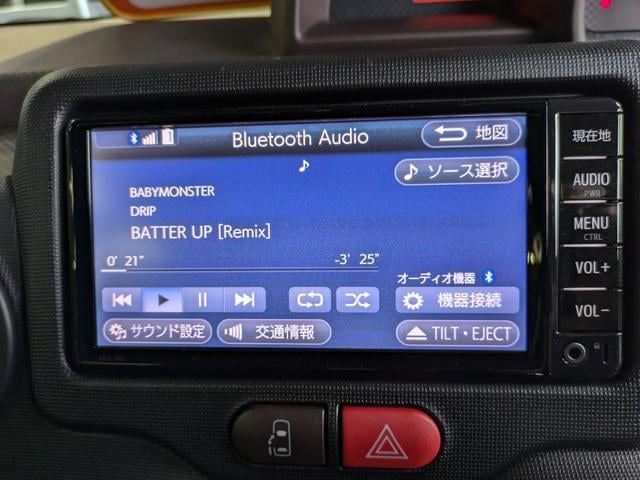 Bluetooth Audio
地図
ソース選択
BABYMONSTER
DRIP
BATTER UP [Remix]
0' 21"
-3' 25"
オーディオ機器
機器接続
サウンド設定
交通情報
TILT・EJECT
現在地
AUDIO
PWR
MENU
CTRL
VOL+
VOL-